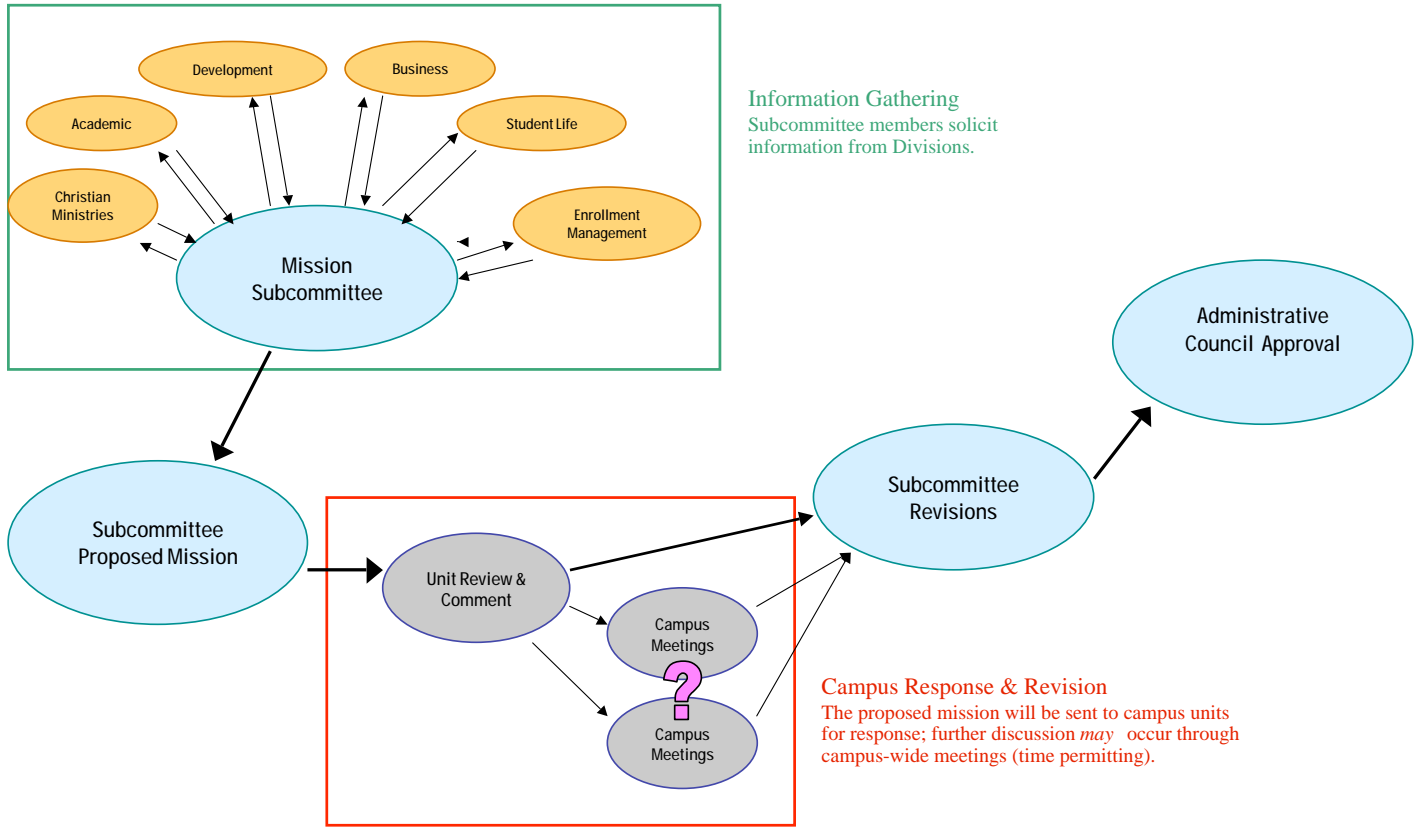 Development
Business
Academic
Student Life
Christian
Ministries
Enrollment
Management
Mission
Subcommittee
Information Gathering
Subcommittee members solicit
information from Divisions.
Administrative
Council Approval
Subcommittee
Revisions
Subcommittee
Proposed Mission
Unit Review &
Comment
Campus
Meetings
?
Campus
Meetings
Campus Response & Revision
The proposed mission will be sent to campus units
for response; further discussion may occur through
campus-wide meetings (time permitting).